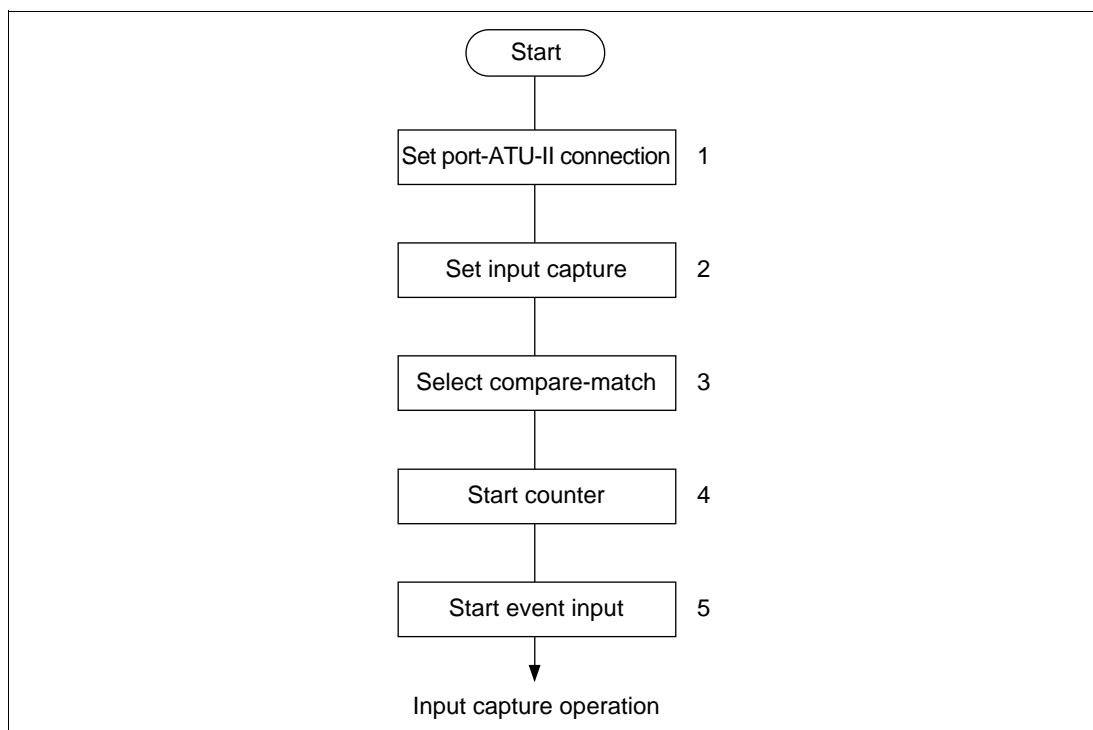 Start
Set port-ATU-II connection 1
Set input capture 2
Select compare-match 3
Start counter 4
Start event input 5
Input capture operation